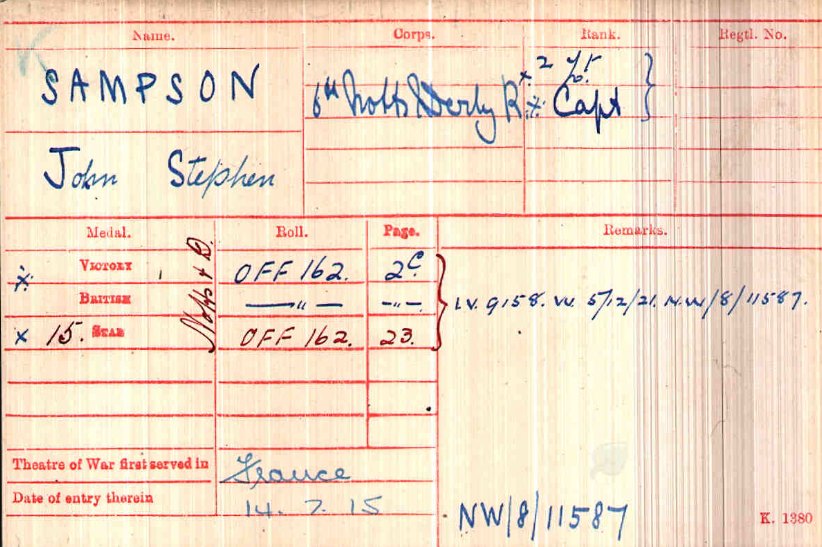 Name. Corps. Rank. Regtl. No.
SAMPSON 6th Notts & Derby R × 2/Lt
John Stephen ⁜ Capt
Medal. Roll. Page. Remarks.
⁜ VICTORY OFF 162. 2C.
BRITISH —〃— —〃—
× 15. STAR OFF 162. 23.
Notts & D.
I.V. 9158. VV. 5/12/21. N.W/8/11587.
Theatre of War first served in France
Date of entry therein 14. 7. 15
NW/8/11587
K. 1380